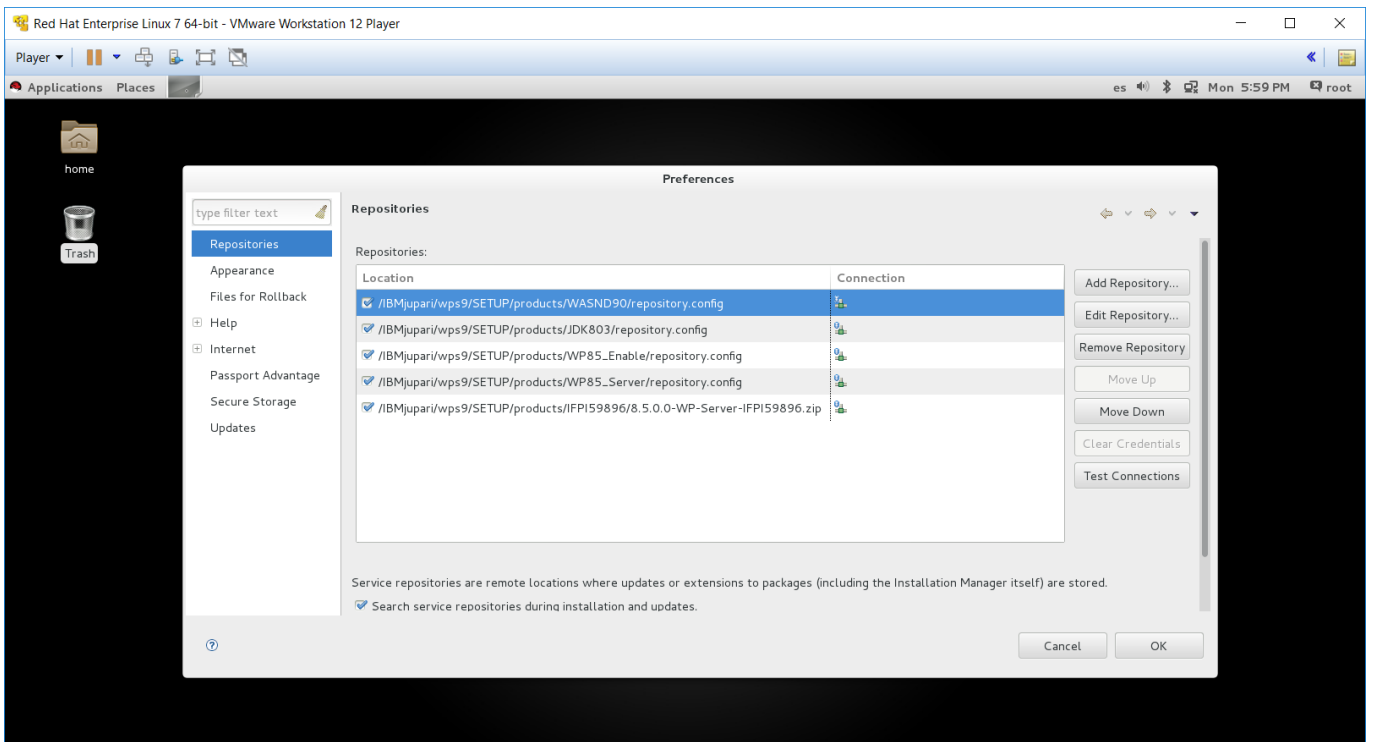 Red Hat Enterprise Linux 7 64-bit - VMware Workstation 12 Player
Player
Applications Places es Mon 5:59 PM root
home
Trash
Preferences
type filter text
Repositories
Appearance
Files for Rollback
Help
Internet
Passport Advantage
Secure Storage
Updates
Repositories
Repositories:
Location Connection
/IBMjupari/wps9/SETUP/products/WASND90/repository.config
/IBMjupari/wps9/SETUP/products/JDK803/repository.config
/IBMjupari/wps9/SETUP/products/WP85_Enable/repository.config
/IBMjupari/wps9/SETUP/products/WP85_Server/repository.config
/IBMjupari/wps9/SETUP/products/IFPI59896/8.5.0.0-WP-Server-IFPI59896.zip
Add Repository...
Edit Repository...
Remove Repository
Move Up
Move Down
Clear Credentials
Test Connections
Service repositories are remote locations where updates or extensions to packages (including the Installation Manager itself) are stored.
Search service repositories during installation and updates.
Cancel OK